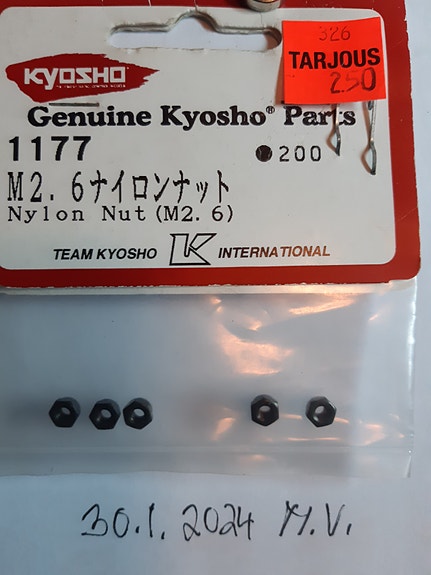 326
TARJOUS
250
KYOSHO
Genuine Kyosho® Parts
1177
●200
M2.6ナイロンナット
Nylon Nut (M2.6)
TEAM KYOSHO K INTERNATIONAL
30.1.2024 M.V.